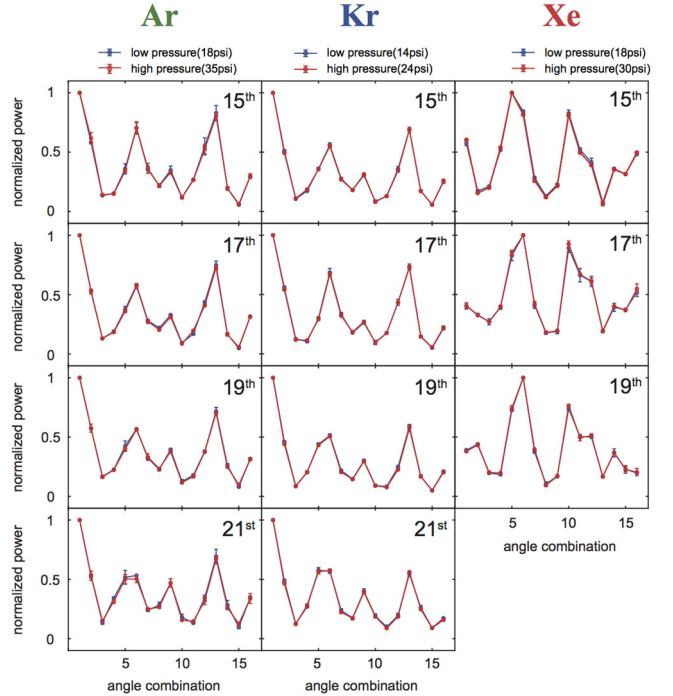 Ar Kr Xe
low pressure(18psi) low pressure(14psi) low pressure(18psi)
high pressure(35psi) high pressure(24psi) high pressure(30psi)
normalized power
1
0.5
0
15th 15th 15th
normalized power
1
0.5
0
17th 17th 17th
normalized power
1
0.5
0
19th 19th 19th
5 10 15
angle combination
normalized power
1
0.5
0
21st 21st
5 10 15 5 10 15
angle combination angle combination